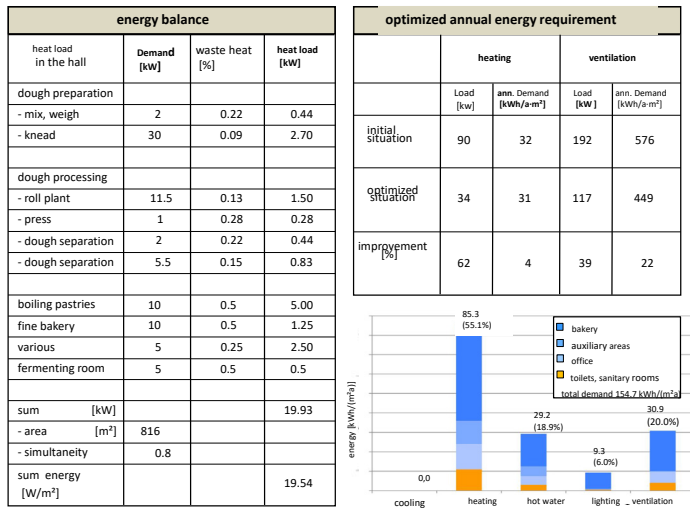 energy balance
heat load in the hall Demand [kW] waste heat [%] heat load [kW]
dough preparation
- mix, weigh 2 0.22 0.44
- knead 30 0.09 2.70
dough processing
- roll plant 11.5 0.13 1.50
- press 1 0.28 0.28
- dough separation 2 0.22 0.44
- dough separation 5.5 0.15 0.83
boiling pastries 10 0.5 5.00
fine bakery 10 0.5 1.25
various 5 0.25 2.50
fermenting room 5 0.5 0.5
sum [kW] 19.93
- area [m²] 816
- simultaneity 0.8
sum energy [W/m²] 19.54
optimized annual energy requirement
heating ventilation
Load [kw] ann. Demand [kWh/a·m²] Load [kW ] ann. Demand [kWh/a·m²]
initial situation 90 32 192 576
optimized situation 34 31 117 449
improvement [%] 62 4 39 22
energy [kWh/(m²a)]
85.3
(55.1%)
bakery
auxiliary areas
office
toilets, sanitary rooms
total demand 154.7 kWh/(m²a)
29.2
(18.9%)
30.9
(20.0%)
9.3
(6.0%)
0,0
cooling heating hot water lighting ventilation